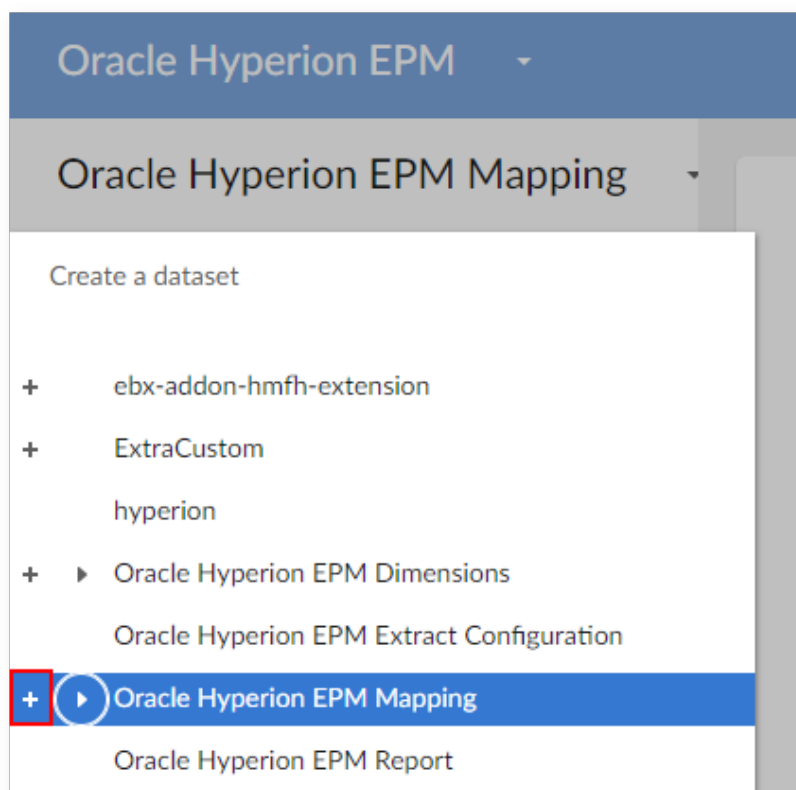 Oracle Hyperion EPM
Oracle Hyperion EPM Mapping
Create a dataset
+ ebx-addon-hmfh-extension
+ ExtraCustom
hyperion
+ Oracle Hyperion EPM Dimensions
Oracle Hyperion EPM Extract Configuration
+ Oracle Hyperion EPM Mapping
Oracle Hyperion EPM Report